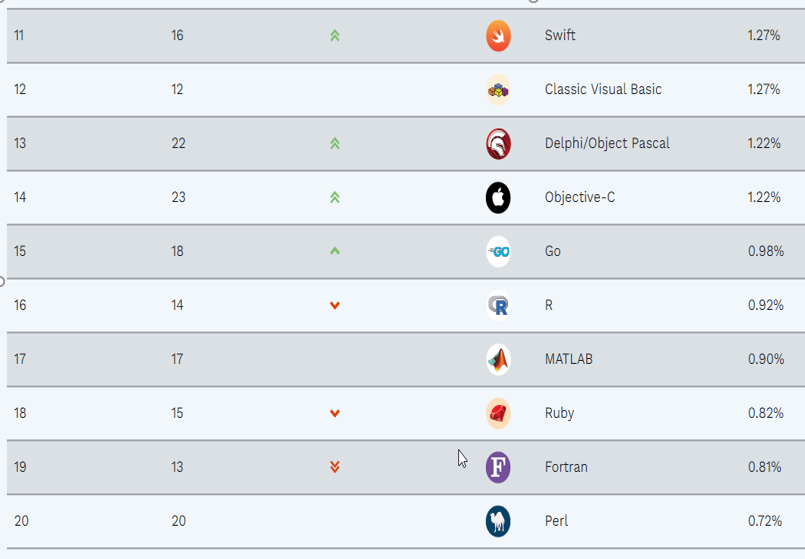 11 16 Swift 1.27%
12 12 Classic Visual Basic 1.27%
13 22 Delphi/Object Pascal 1.22%
14 23 Objective-C 1.22%
15 18 GO Go 0.98%
16 14 R R 0.92%
17 17 MATLAB 0.90%
18 15 Ruby 0.82%
19 13 F Fortran 0.81%
20 20 Perl 0.72%